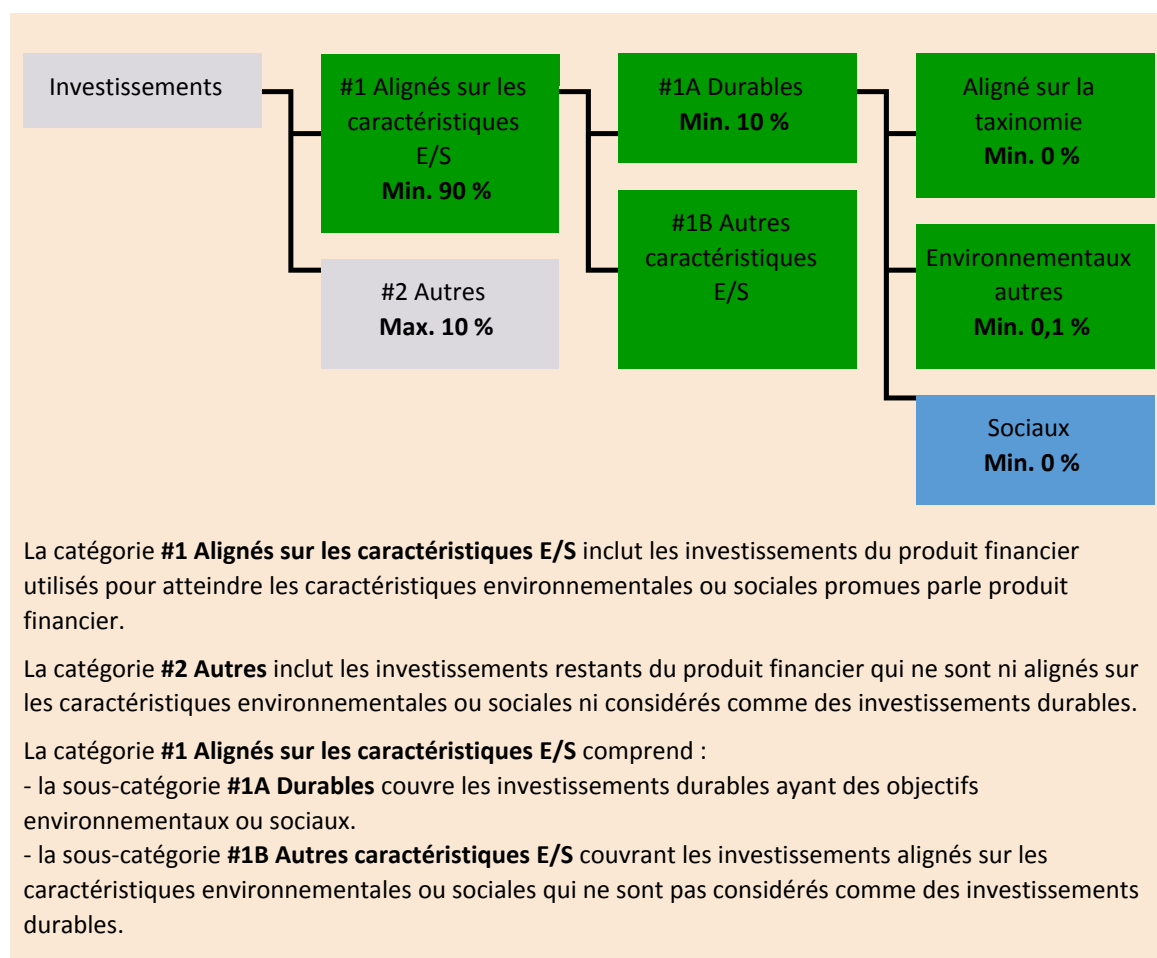 Investissements
#1 Alignés sur les
caractéristiques
E/S
Min. 90 %
#2 Autres
Max. 10 %
#1A Durables
Min. 10 %
#1B Autres
caractéristiques
E/S
Aligné sur la
taxinomie
Min. 0 %
Environnementaux
autres
Min. 0,1 %
Sociaux
Min. 0 %
La catégorie #1 Alignés sur les caractéristiques E/S inclut les investissements du produit financier
utilisés pour atteindre les caractéristiques environnementales ou sociales promues parle produit
financier.
La catégorie #2 Autres inclut les investissements restants du produit financier qui ne sont ni alignés sur
les caractéristiques environnementales ou sociales ni considérés comme des investissements durables.
La catégorie #1 Alignés sur les caractéristiques E/S comprend :
- la sous-catégorie #1A Durables couvre les investissements durables ayant des objectifs
environnementaux ou sociaux.
- la sous-catégorie #1B Autres caractéristiques E/S couvrant les investissements alignés sur les
caractéristiques environnementales ou sociales qui ne sont pas considérés comme des investissements
durables.